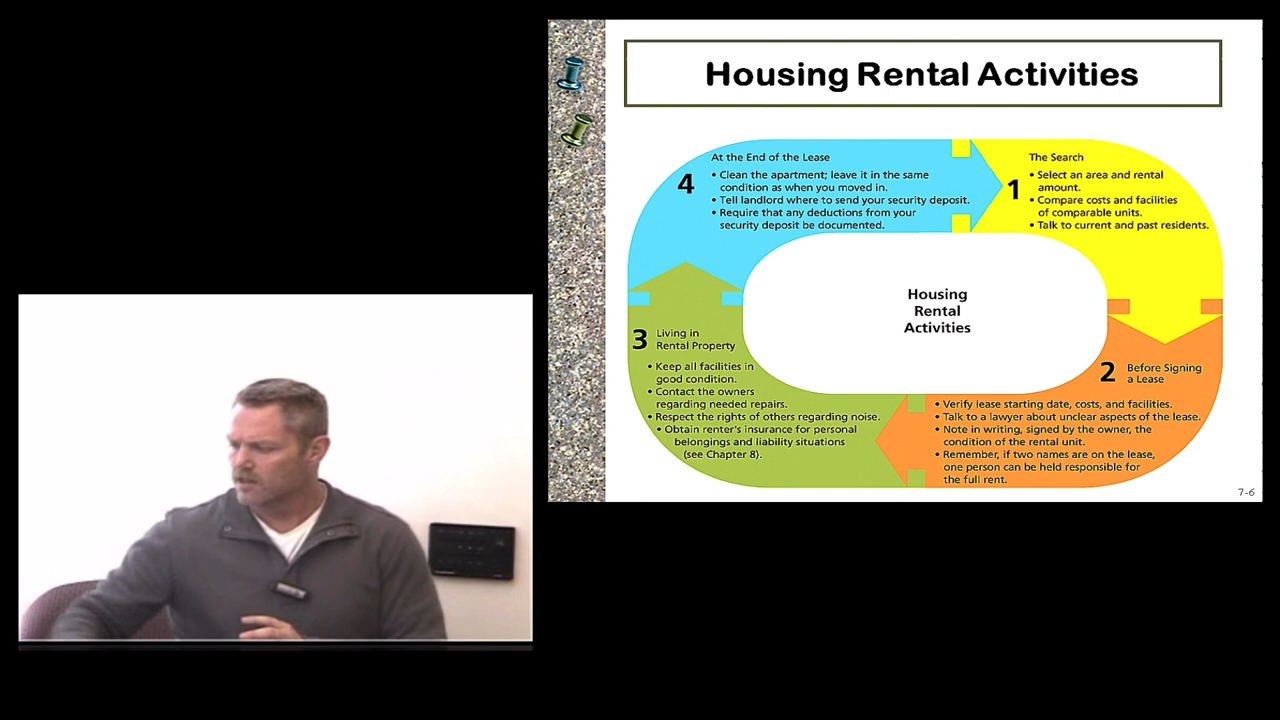 Housing Rental Activities
At the End of the Lease
4
• Clean the apartment; leave it in the same
condition as when you moved in.
• Tell landlord where to send your security deposit.
• Require that any deductions from your
security deposit be documented.
The Search
1
• Select an area and rental
amount.
• Compare costs and facilities
of comparable units.
• Talk to current and past residents.
Housing
Rental
Activities
2
Before Signing
a Lease
• Verify lease starting date, costs, and facilities.
• Talk to a lawyer about unclear aspects of the lease.
• Note in writing, signed by the owner, the
condition of the rental unit.
• Remember, if two names are on the lease,
one person can be held responsible for
the full rent.
3
Living in
Rental Property
• Keep all facilities in
good condition.
• Contact the owners
regarding needed repairs.
• Respect the rights of others regarding noise.
• Obtain renter's insurance for personal
belongings and liability situations
(see Chapter 8).
7-6